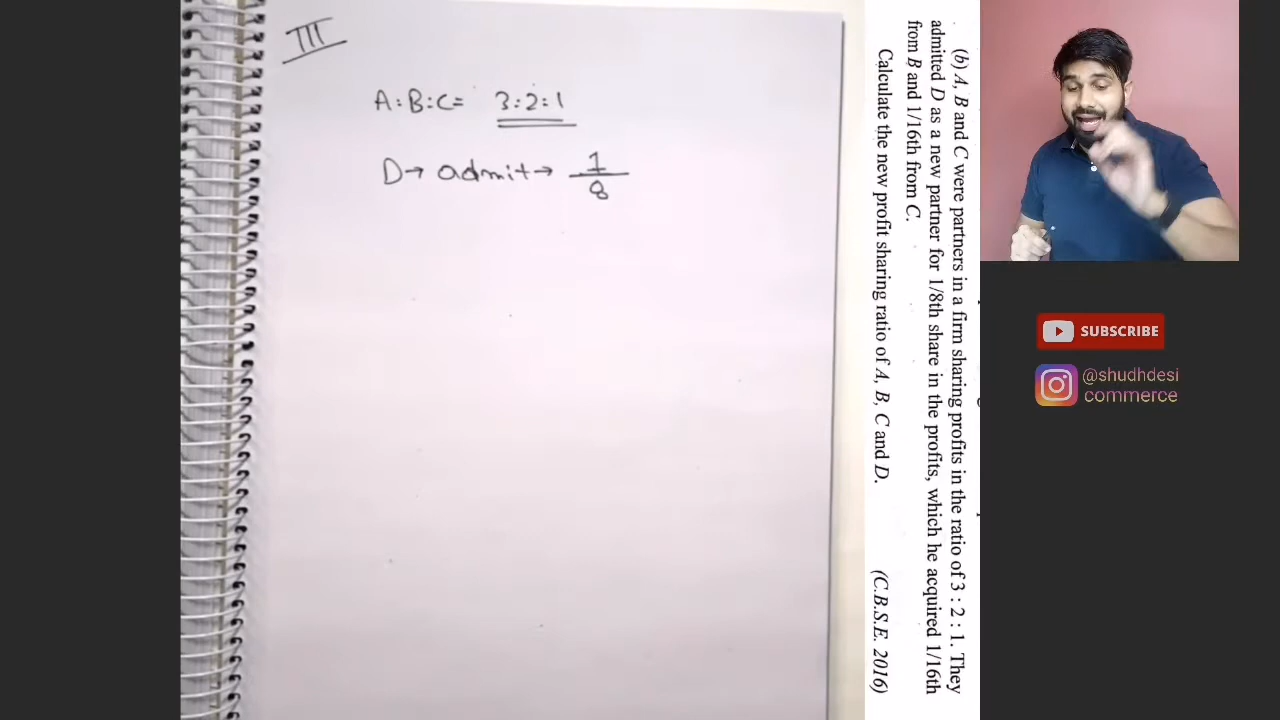 III
A:B:C= 3:2:1
D→ admit→ 1/8
(b) A, B and C were partners in a firm sharing profits in the ratio of 3 : 2 : 1. They
admitted D as a new partner for 1/8th share in the profits, which he acquired 1/16th
from B and 1/16th from C.
Calculate the new profit sharing ratio of A, B, C and D. (C.B.S.E. 2016)
SUBSCRIBE
@shudhdesi
commerce